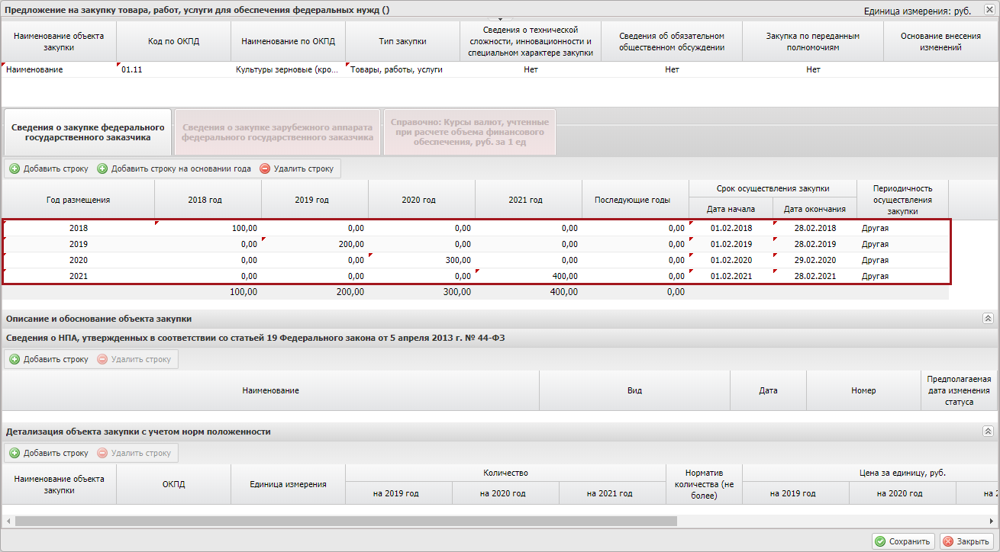 Предложение на закупку товара, работ, услуги для обеспечения федеральных нужд ()
Единица измерения: руб.
Наименование объекта закупки
Код по ОКПД
Наименование по ОКПД
Тип закупки
Сведения о технической сложности, инновационности и специальном характере закупки
Сведения об обязательном общественном обсуждении
Закупка по переданным полномочиям
Основание внесения изменений
Наименование 01.11 Культуры зерновые (кро... Товары, работы, услуги Нет Нет Нет
Сведения о закупке федерального государственного заказчика
Сведения о закупке зарубежного аппарата федерального государственного заказчика
Справочно: Курсы валют, учтенные при расчете объема финансового обеспечения, руб. за 1 ед
Добавить строку Добавить строку на основании года Удалить строку
Год размещения 2018 год 2019 год 2020 год 2021 год Последующие годы
Срок осуществления закупки
Дата начала Дата окончания
Периодичность осуществления закупки
2018 100,00 0,00 0,00 0,00 0,00 01.02.2018 28.02.2018 Другая
2019 0,00 200,00 0,00 0,00 0,00 01.02.2019 28.02.2019 Другая
2020 0,00 0,00 300,00 0,00 0,00 01.02.2020 29.02.2020 Другая
2021 0,00 0,00 0,00 400,00 0,00 01.02.2021 28.02.2021 Другая
100,00 200,00 300,00 400,00 0,00
Описание и обоснование объекта закупки
Сведения о НПА, утвержденных в соответствии со статьей 19 Федерального закона от 5 апреля 2013 г. № 44-ФЗ
Добавить строку Удалить строку
Наименование Вид Дата Номер
Предполагаемая дата изменения статуса
Детализация объекта закупки с учетом норм положенности
Добавить строку Удалить строку
Наименование объекта закупки
ОКПД
Единица измерения
Количество
на 2019 год на 2020 год на 2021 год
Норматив количества (не более)
Цена за единицу, руб.
на 2019 год на 2020 год на 2
Сохранить Закрыть